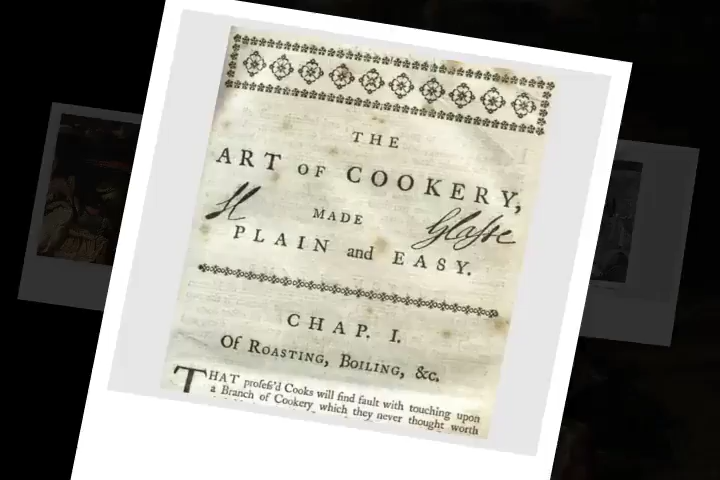 THE
ART OF COOKERY,
MADE
H Glasse
PLAIN and EASY.
CHAP. I.
Of ROASTING, BOILING, &c.
THAT profeſs'd Cooks will find fault with touching upon
a Branch of Cookery which they never thought worth